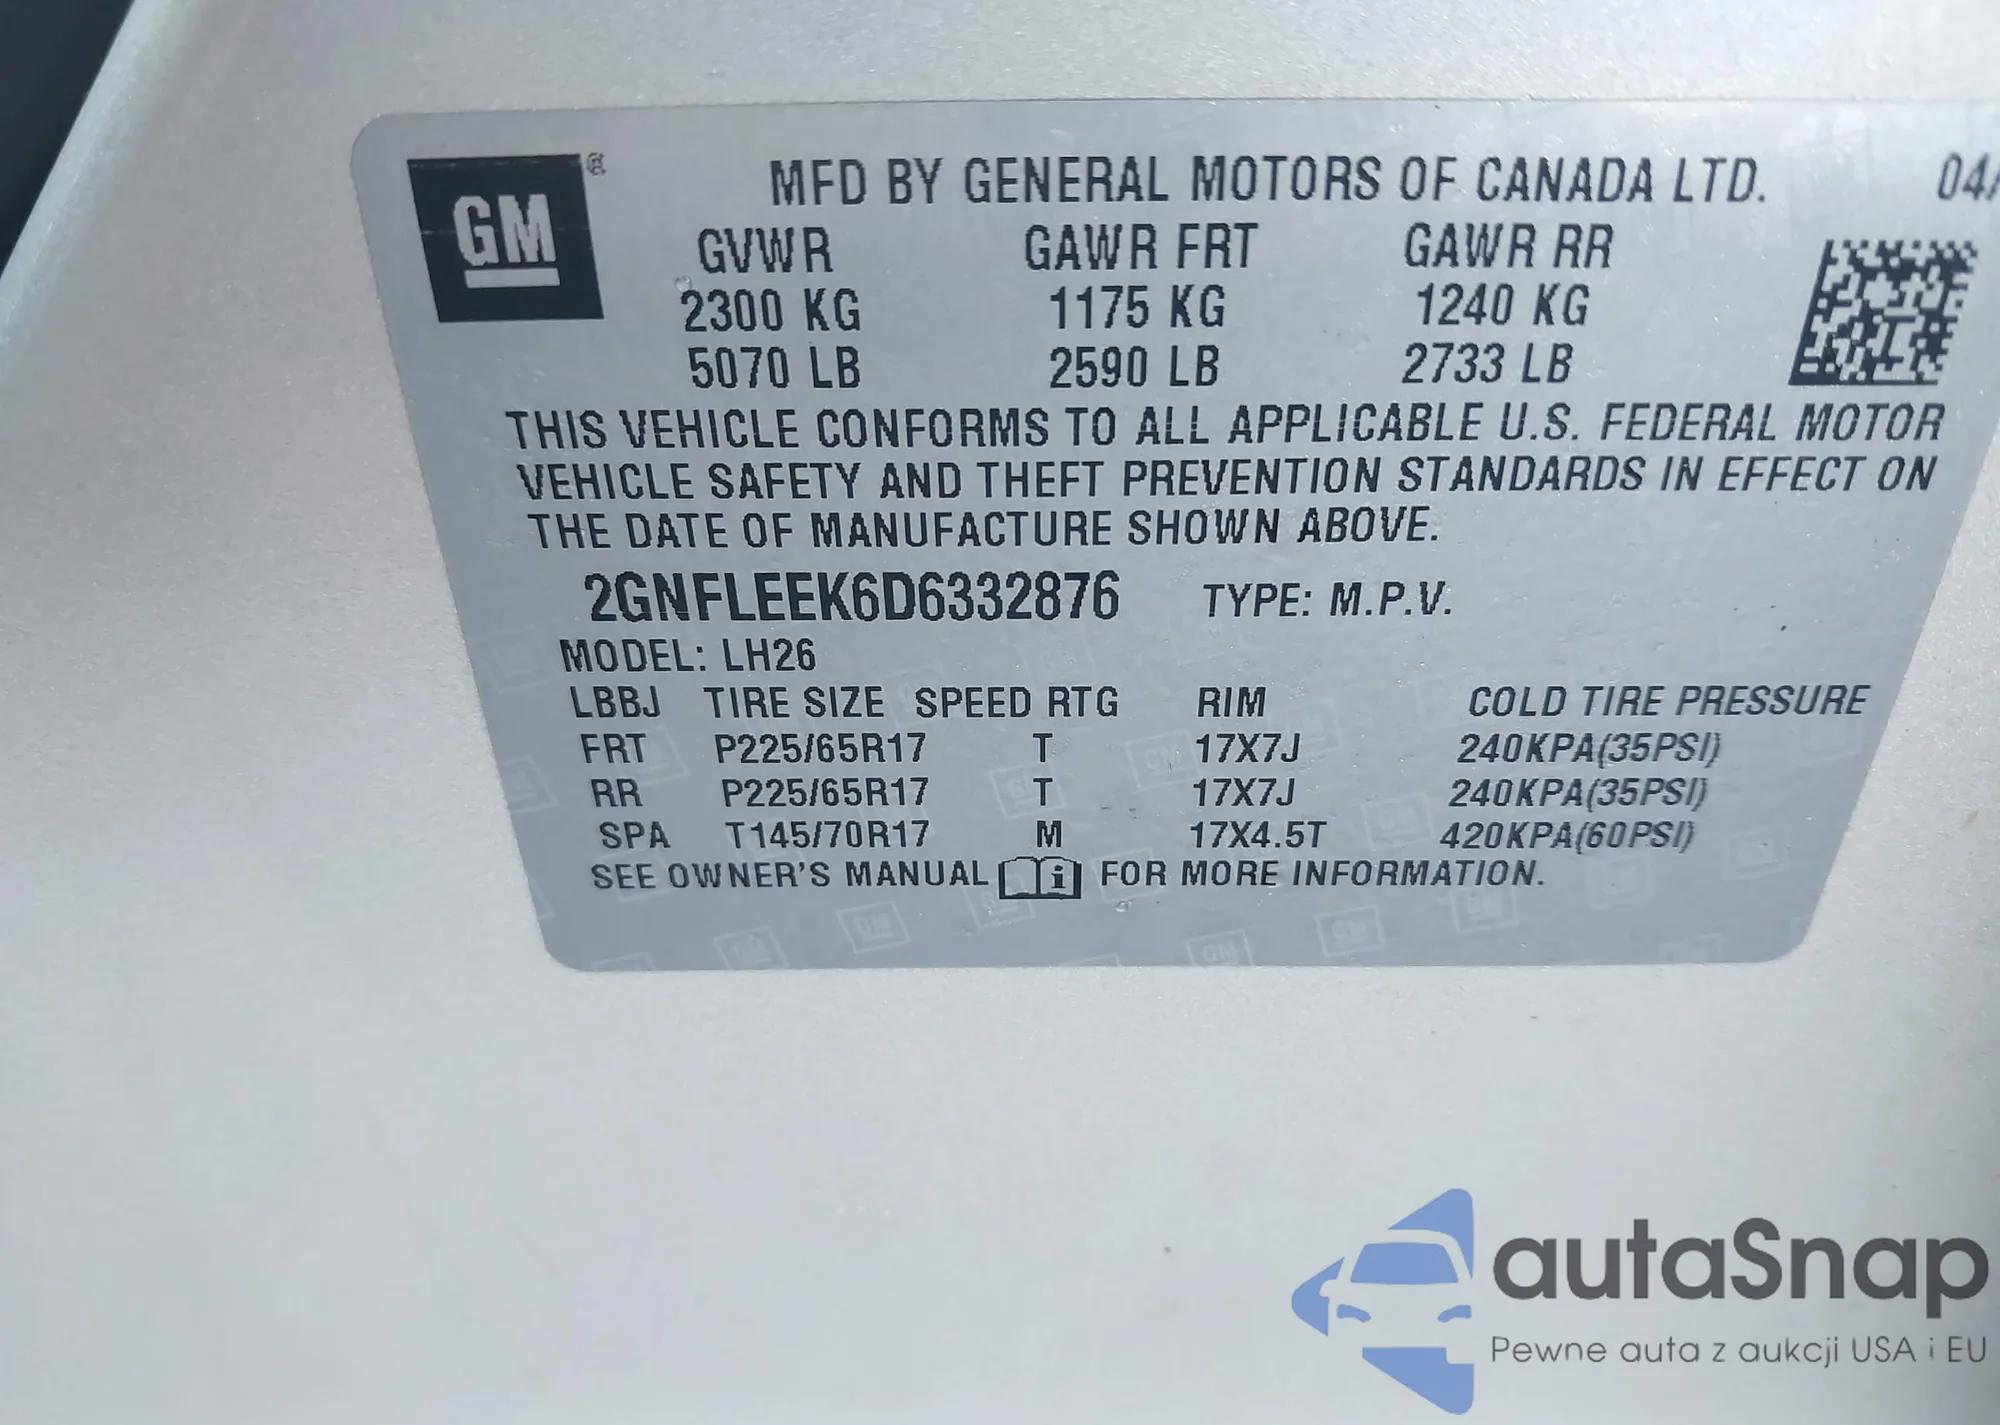 GM ®
MFD BY GENERAL MOTORS OF CANADA LTD. 04/
GVWR GAWR FRT GAWR RR
2300 KG 1175 KG 1240 KG
5070 LB 2590 LB 2733 LB
THIS VEHICLE CONFORMS TO ALL APPLICABLE U.S. FEDERAL MOTOR
VEHICLE SAFETY AND THEFT PREVENTION STANDARDS IN EFFECT ON
THE DATE OF MANUFACTURE SHOWN ABOVE.
2GNFLEEK6D6332876 TYPE: M.P.V.
MODEL: LH26
LBBJ TIRE SIZE SPEED RTG RIM COLD TIRE PRESSURE
FRT P225/65R17 T 17X7J 240KPA(35PSI)
RR P225/65R17 T 17X7J 240KPA(35PSI)
SPA T145/70R17 M 17X4.5T 420KPA(60PSI)
SEE OWNER'S MANUAL i FOR MORE INFORMATION.
autaSnap
Pewne auta z aukcji USA i EU